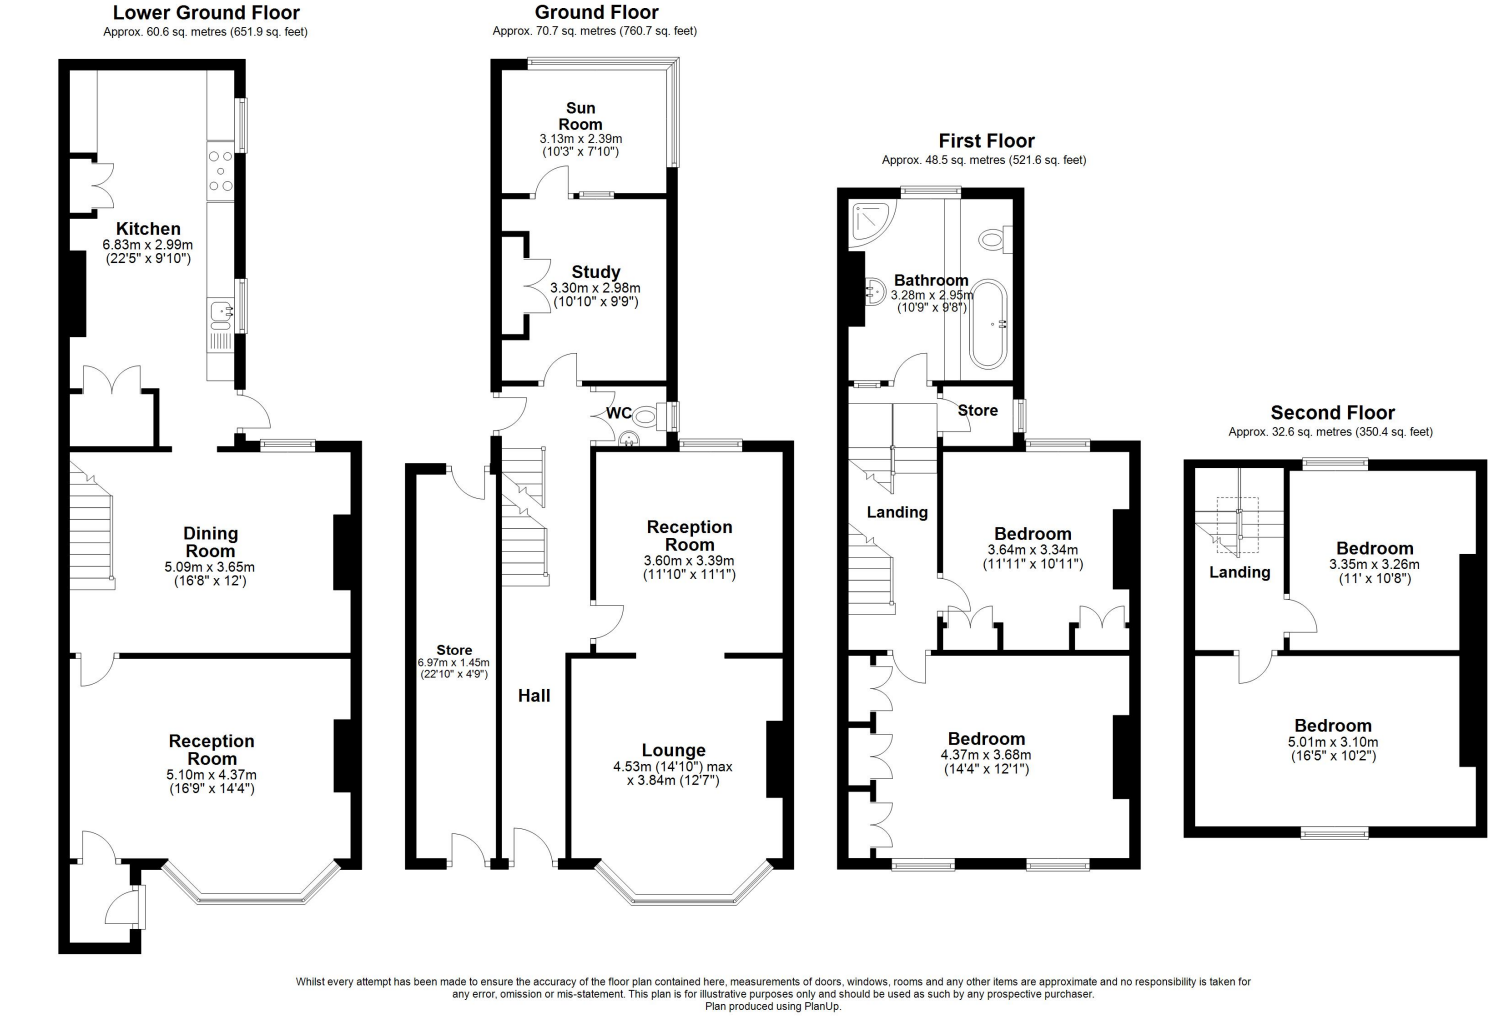 Lower Ground Floor
Approx. 60.6 sq. metres (651.9 sq. feet)
Kitchen
6.83m x 2.99m
(22'5" x 9'10")
Dining
Room
5.09m x 3.65m
(16'8" x 12')
Reception
Room
5.10m x 4.37m
(16'9" x 14'4")
Ground Floor
Approx. 70.7 sq. metres (760.7 sq. feet)
Sun
Room
3.13m x 2.39m
(10'3" x 7'10")
Study
3.30m x 2.98m
(10'10" x 9'9")
WC
Reception
Room
3.60m x 3.39m
(11'10" x 11'1")
Store
6.97m x 1.45m
(22'10" x 4'9")
Hall
Lounge
4.53m (14'10") max
x 3.84m (12'7")
First Floor
Approx. 48.5 sq. metres (521.6 sq. feet)
Bathroom
3.28m x 2.95m
(10'9" x 9'8")
Store
Landing
Bedroom
3.64m x 3.34m
(11'11" x 10'11")
Bedroom
4.37m x 3.68m
(14'4" x 12'1")
Second Floor
Approx. 32.6 sq. metres (350.4 sq. feet)
Bedroom
3.35m x 3.26m
(11' x 10'8")
Landing
Bedroom
5.01m x 3.10m
(16'5" x 10'2")
Whilst every attempt has been made to ensure the accuracy of the floor plan contained here, measurements of doors, windows, rooms and any other items are approximate and no responsibility is taken for
any error, omission or mis-statement. This plan is for illustrative purposes only and should be used as such by any prospective purchaser.
Plan produced using PlanUp.